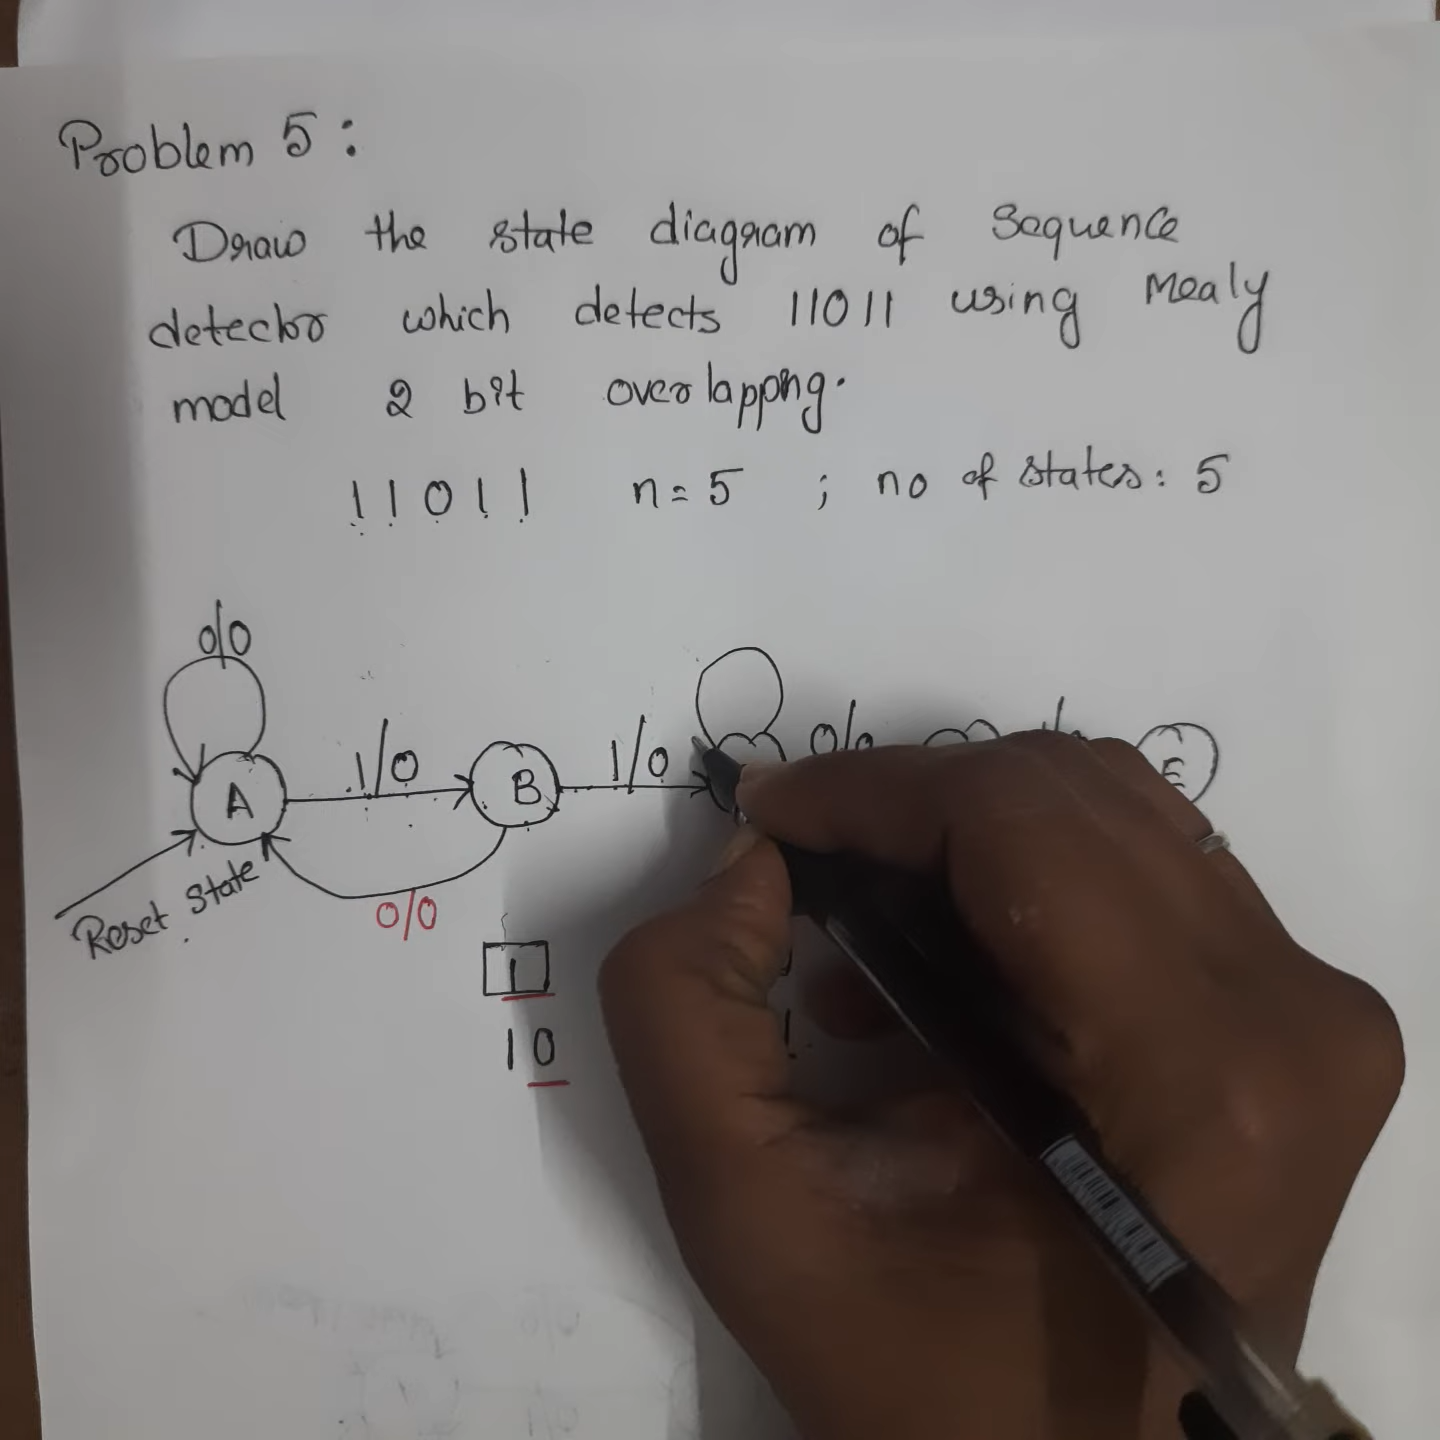 Problem 5 :
Draw the state diagram of Sequence
detector which detects 11011 using Mealy
model 2 bit overlapping.
11011 n = 5 ; no of states: 5
0/0
1/0 1/0 0/0
A B E
Reset State
0/0
1
10